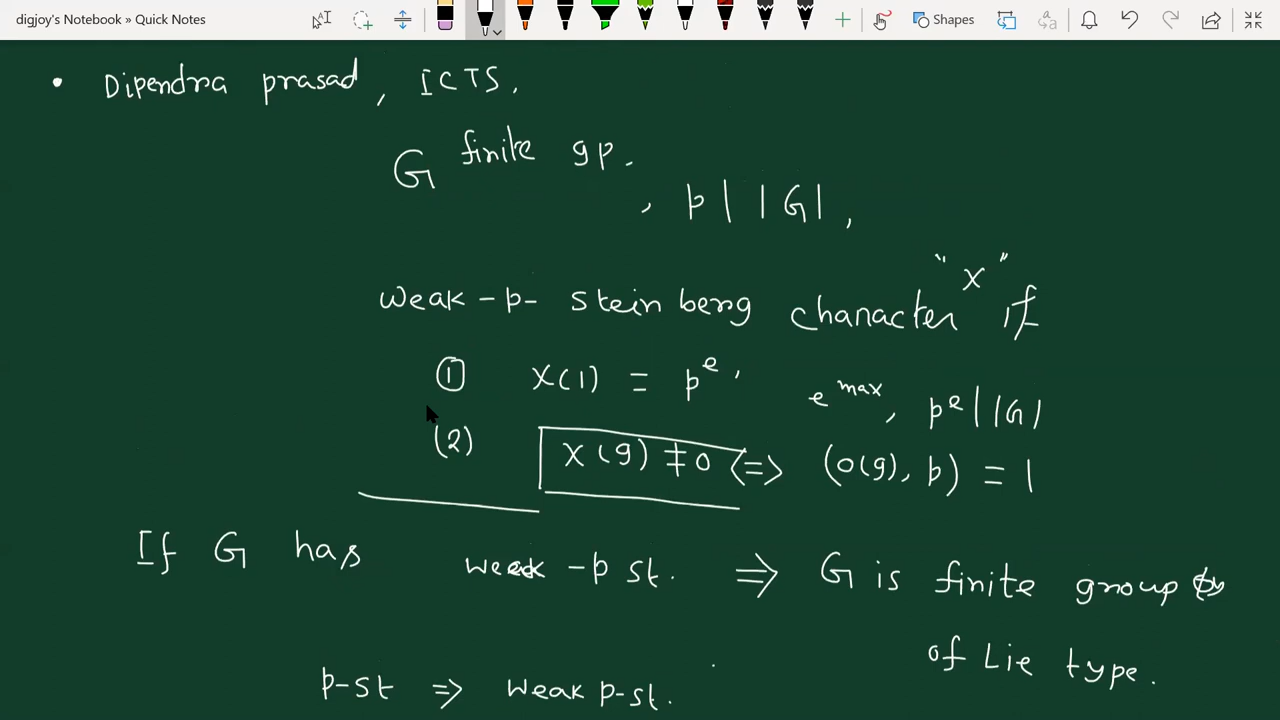 digjoy's Notebook » Quick Notes
Shapes
• Dipendra prasad, ICTS.
G finite gp.
, p | |G|,
weak-p- Steinberg character "χ" if
① χ(1) = p^e, e max, p^e | |G|
(2) χ(g) ≠ 0 <=> (o(g), p) = 1
If G has weak -p st. => G is finite group
of Lie type.
p-st => weak p-st.